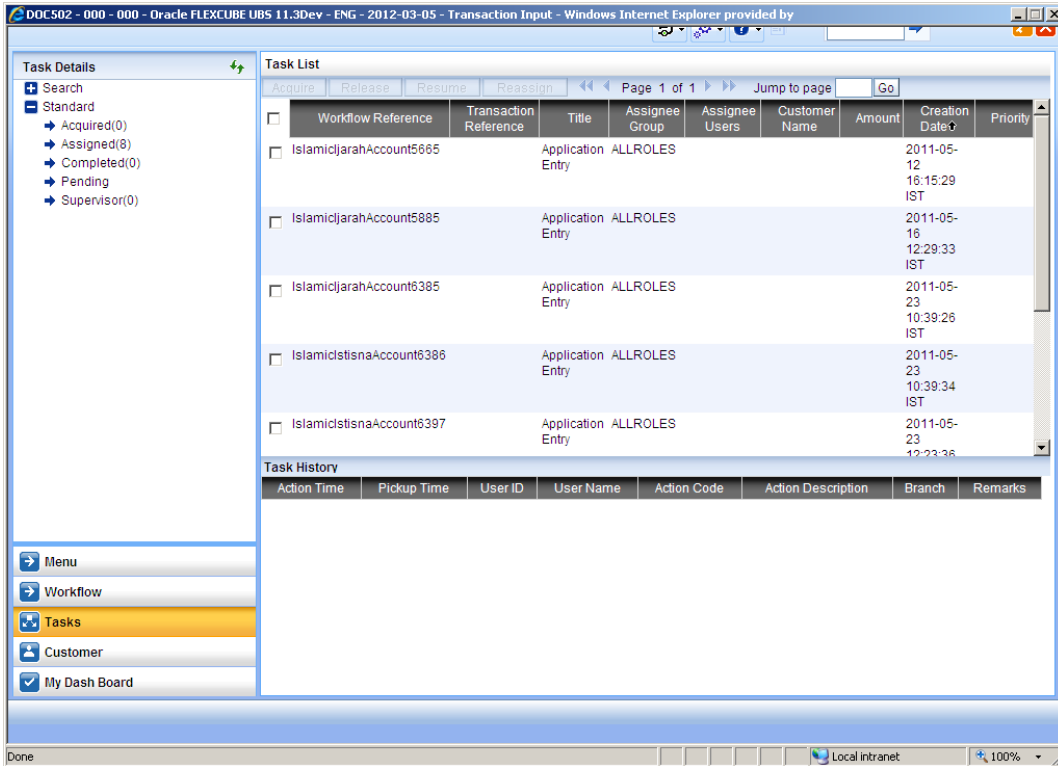 DOC502 - 000 - 000 - Oracle FLEXCUBE UBS 11.3Dev - ENG - 2012-03-05 - Transaction Input - Windows Internet Explorer provided by
Task Details
Search
Standard
Acquired(0)
Assigned(8)
Completed(0)
Pending
Supervisor(0)
Task List
Acquire Release Resume Reassign Page 1 of 1 Jump to page Go
Workflow Reference Transaction Reference Title Assignee Group Assignee Users Customer Name Amount Creation Date Priority
IslamicIjarahAccount5665 Application ALLROLES 2011-05-
Entry 12
16:15:29
IST
IslamicIjarahAccount5885 Application ALLROLES 2011-05-
Entry 16
12:29:33
IST
IslamicIjarahAccount6385 Application ALLROLES 2011-05-
Entry 23
10:39:26
IST
IslamicIstisnaAccount6386 Application ALLROLES 2011-05-
Entry 23
10:39:34
IST
IslamicIstisnaAccount6397 Application ALLROLES 2011-05-
Entry 23
12:23:36
Task History
Action Time Pickup Time User ID User Name Action Code Action Description Branch Remarks
Menu
Workflow
Tasks
Customer
My Dash Board
Done Local intranet 100%